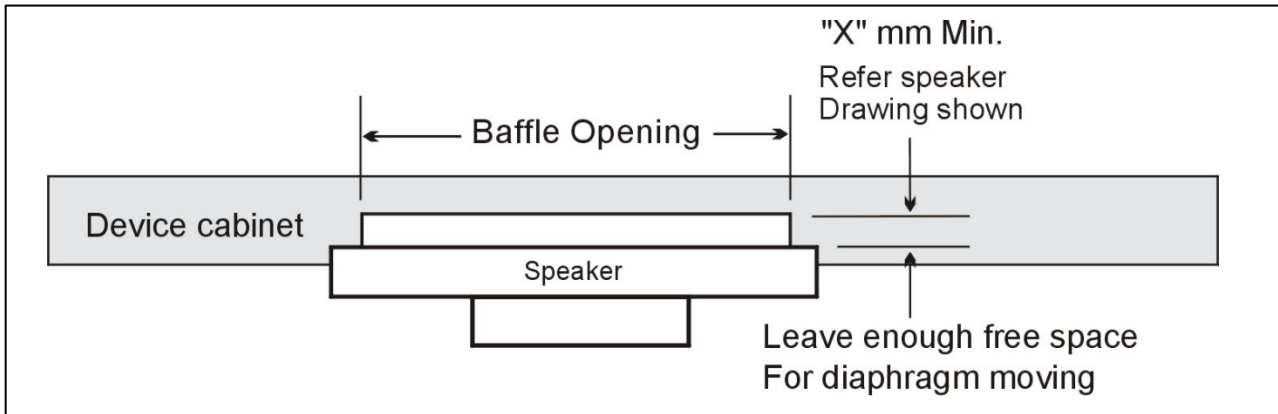 "X" mm Min.
Refer speaker
Drawing shown
Baffle Opening
Device cabinet
Speaker
Leave enough free space
For diaphragm moving